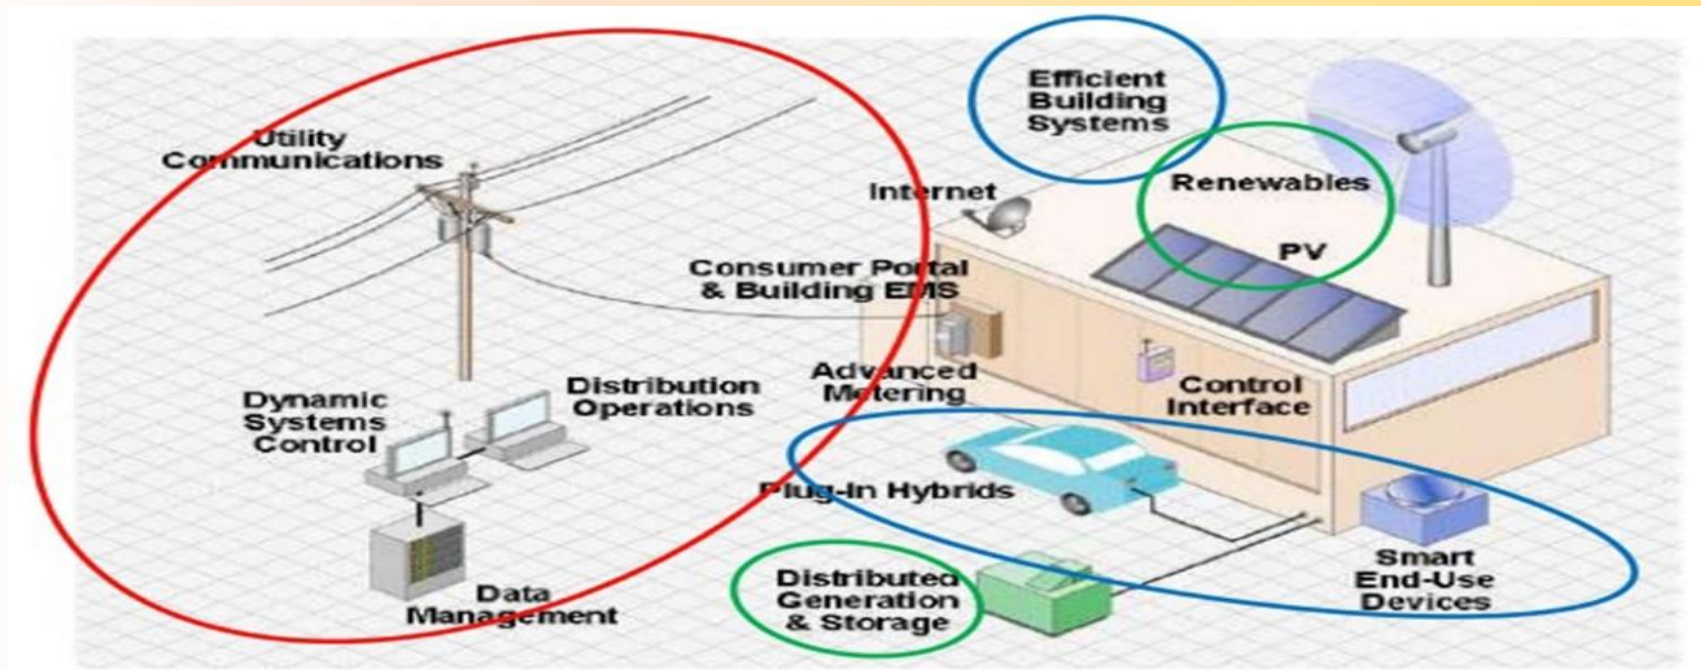 Efficient
Building
Systems
Utility
Communications
Internet
Renewables
PV
Consumer Portal
& Building EMS
Advanced
Metering
Control
Interface
Dynamic
Systems
Control
Distribution
Operations
Plug-In Hybrids
Data
Management
Distributed
Generation
& Storage
Smart
End-Use
Devices